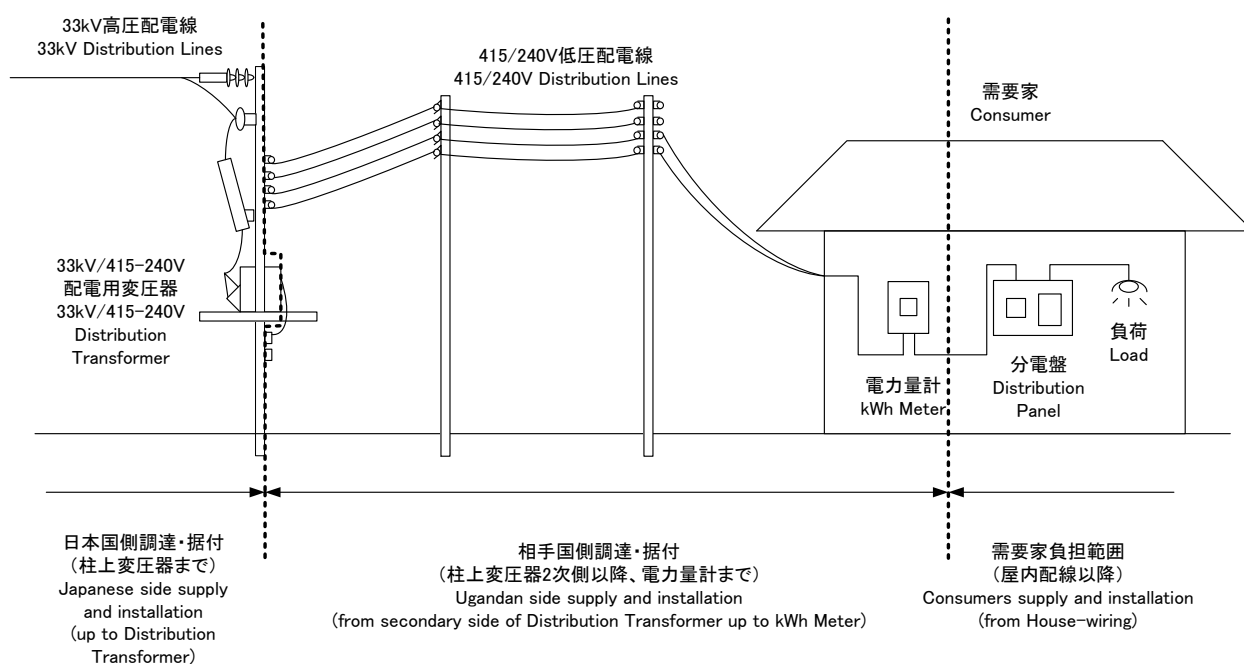 33kV高圧配電線
33kV Distribution Lines
415/240V低圧配電線
415/240V Distribution Lines
需要家
Consumer
33kV/415-240V
配電用変圧器
33kV/415-240V
Distribution
Transformer
電力量計
kWh Meter
分電盤
Distribution
Panel
負荷
Load
日本国側調達・据付
(柱上変圧器まで)
Japanese side supply
and installation
(up to Distribution
Transformer)
相手国側調達・据付
(柱上変圧器2次側以降、電力量計まで)
Ugandan side supply and installation
(from secondary side of Distribution Transformer up to kWh Meter)
需要家負担範囲
(屋内配線以降)
Consumers supply and installation
(from House-wiring)